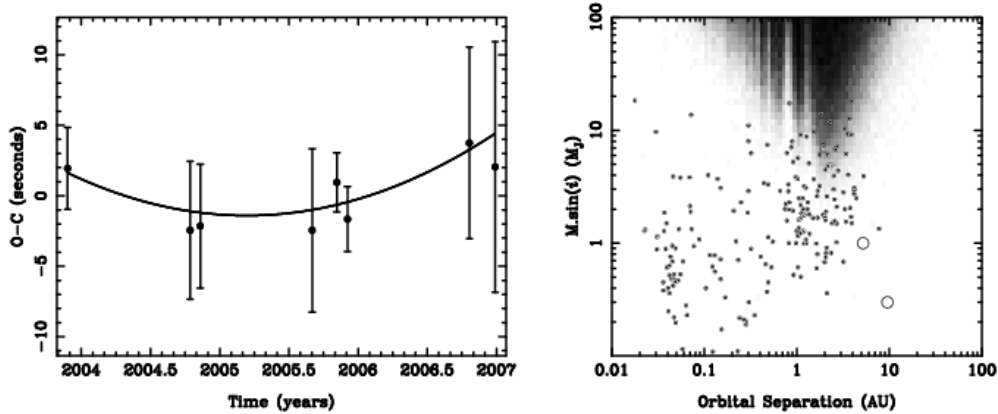 10
5
0
−5
−10
O-C (seconds)
2004 2004.5 2005 2005.5 2006 2006.5 2007
Time (years)
100
10
1
M.sin(i) (MJ)
0.01 0.1 1 10 100
Orbital Separation (AU)